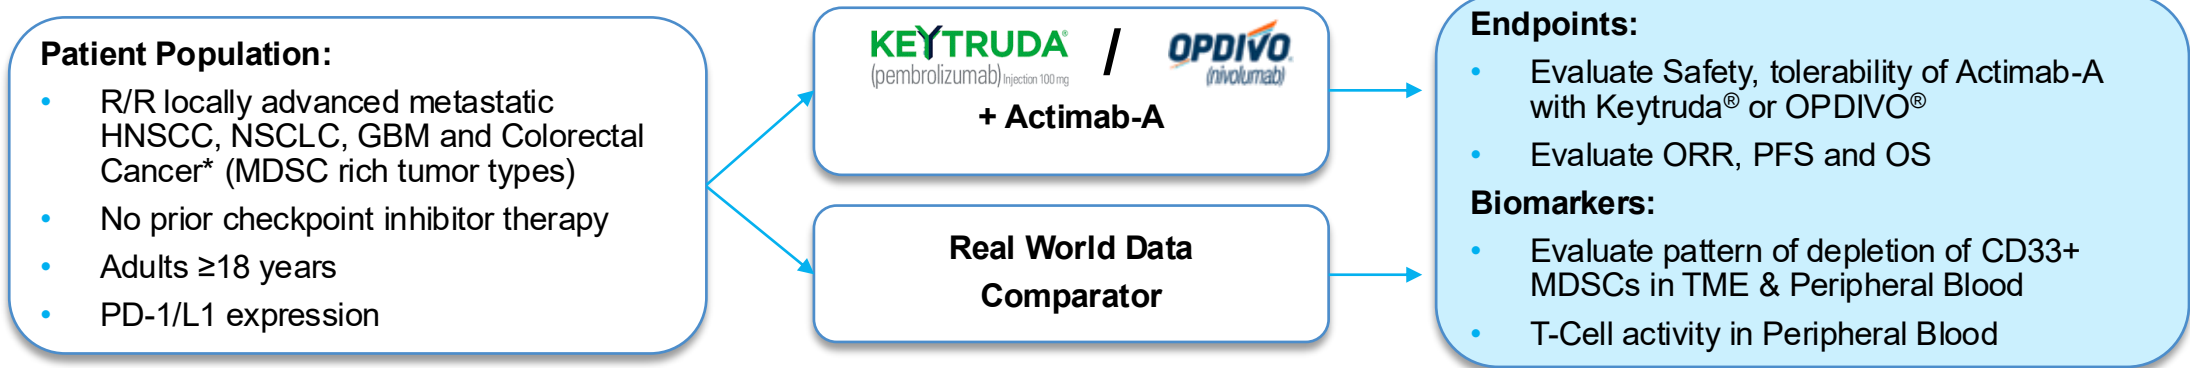 Patient Population:
• R/R locally advanced metastatic
HNSCC, NSCLC, GBM and Colorectal
Cancer* (MDSC rich tumor types)
• No prior checkpoint inhibitor therapy
• Adults ≥18 years
• PD-1/L1 expression
KEYTRUDA®
(pembrolizumab) Injection 100 mg
/
OPDIVO®
(nivolumab)
+ Actimab-A
Real World Data
Comparator
Endpoints:
• Evaluate Safety, tolerability of Actimab-A
with Keytruda® or OPDIVO®
• Evaluate ORR, PFS and OS
Biomarkers:
• Evaluate pattern of depletion of CD33+
MDSCs in TME & Peripheral Blood
• T-Cell activity in Peripheral Blood